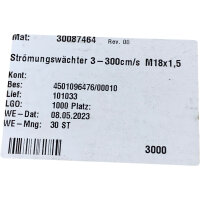 Mat: 30087464 Rev. 00
Strömungswächter 3-300cm/s M18x1,5
Kont:
Bes: 4501096476/00010
Lief: 101033
LGO: 1000 Platz:
WE-Dat: 08.05.2023
WE-Mng: 30 ST
3000